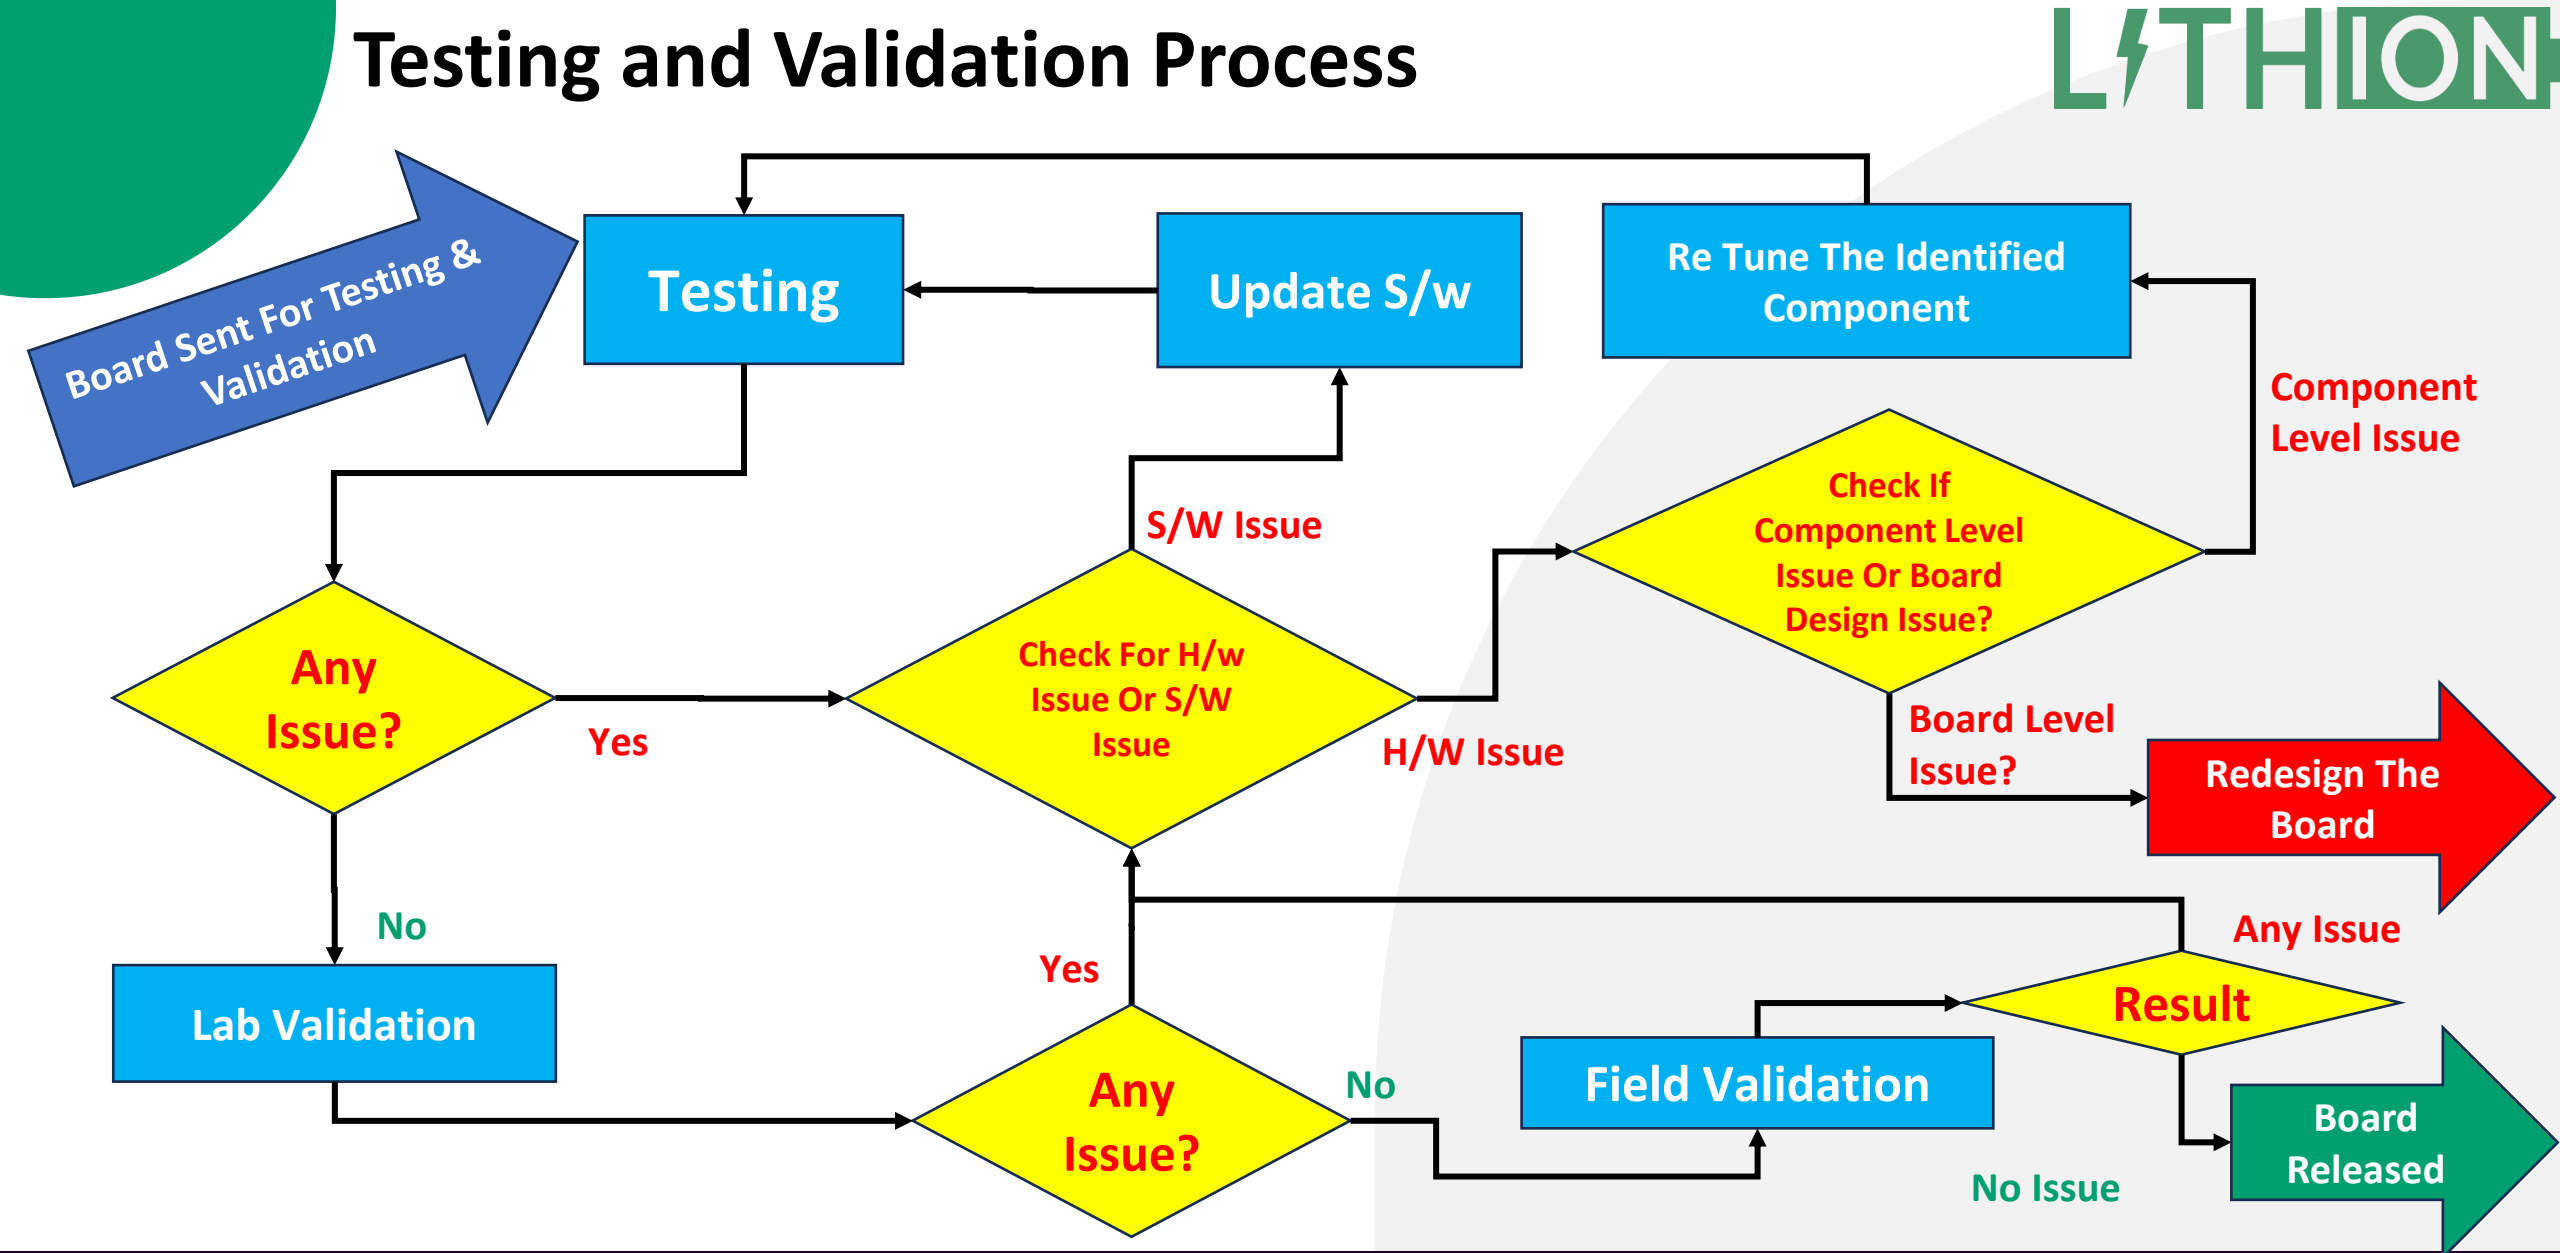 Testing and Validation Process
LITHION
Board Sent For Testing &
Validation
Testing
Update S/w
Re Tune The Identified
Component
Component
Level Issue
Check If
Component Level
Issue Or Board
Design Issue?
S/W Issue
Any
Issue?
Yes
Check For H/w
Issue Or S/W
Issue
H/W Issue
Board Level
Issue?
Redesign The
Board
No
Yes
Any Issue
Lab Validation
Result
Any
Issue?
No
Field Validation
Board
Released
No Issue